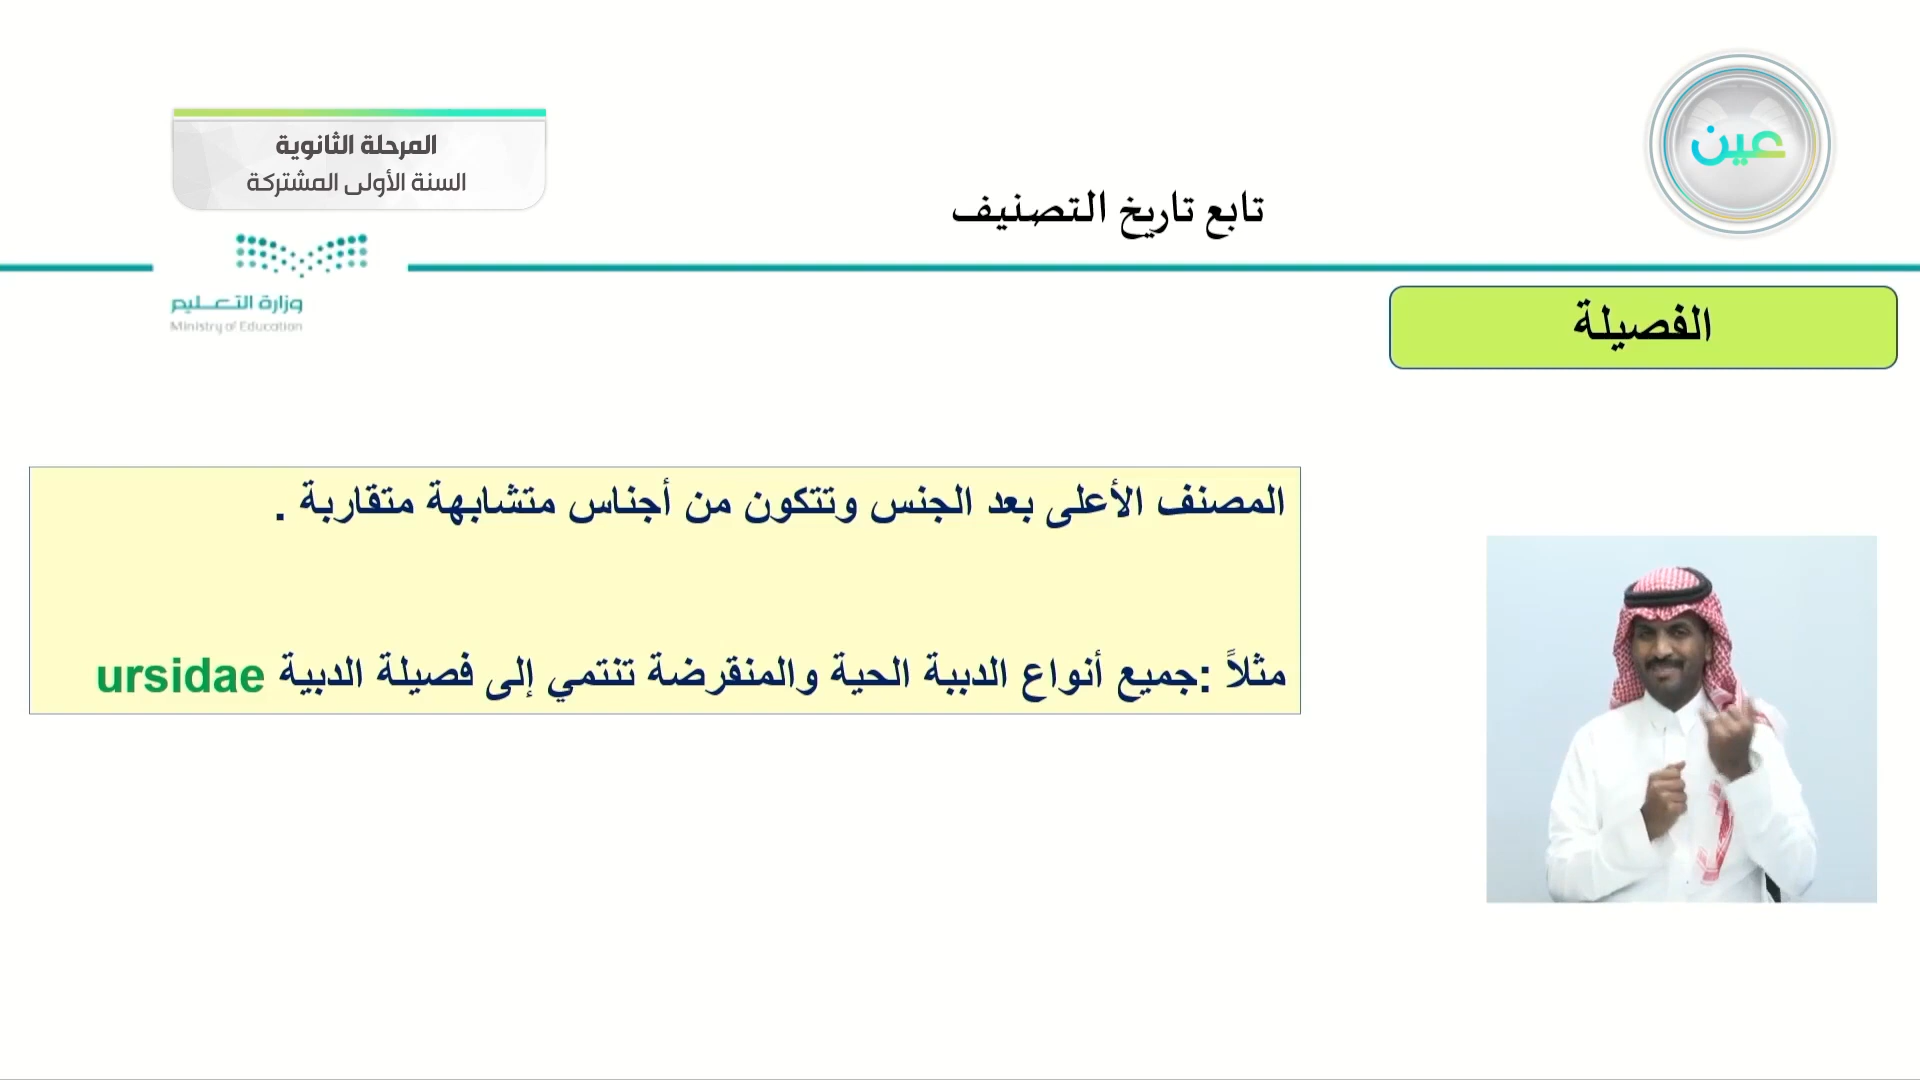 عين
المرحلة الثانوية
السنة الأولى المشتركة
تابع تاريخ التصنيف
وزارة التعليم
Ministry of Education
الفصيلة
المصنف الأعلى بعد الجنس وتتكون من أجناس متشابهة متقاربة .
مثلاً :جميع أنواع الدببة الحية والمنقرضة تنتمي إلى فصيلة الدبية ursidae